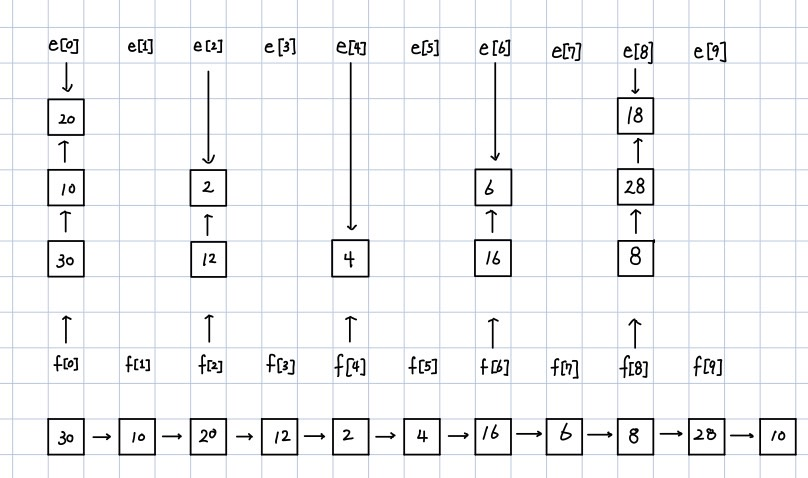 e[0] e[1] e[2] e[3] e[4] e[5] e[6] e[7] e[8] e[9]
20 18
10 2 6 28
30 12 4 16 8
f[0] f[1] f[2] f[3] f[4] f[5] f[6] f[7] f[8] f[9]
30 → 10 → 20 → 12 → 2 → 4 → 16 → 6 → 8 → 28 → 10